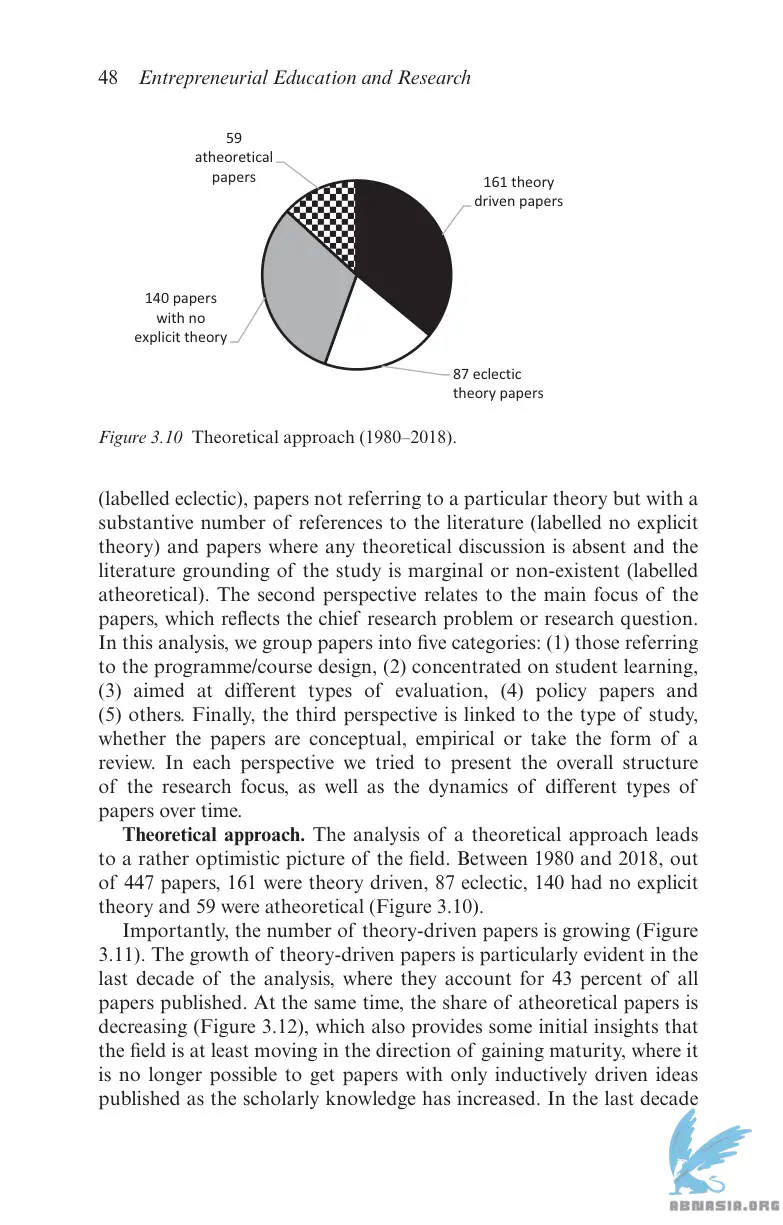 48 Entrepreneurial Education and Research
59
atheoretical
papers
161 theory
driven papers
140 papers
with no
explicit theory
87 eclectic
theory papers
Figure 3.10 Theoretical approach (1980–2018).
(labelled eclectic), papers not referring to a particular theory but with a
substantive number of references to the literature (labelled no explicit
theory) and papers where any theoretical discussion is absent and the
literature grounding of the study is marginal or non-existent (labelled
atheoretical). The second perspective relates to the main focus of the
papers, which reflects the chief research problem or research question.
In this analysis, we group papers into five categories: (1) those referring
to the programme/course design, (2) concentrated on student learning,
(3) aimed at different types of evaluation, (4) policy papers and
(5) others. Finally, the third perspective is linked to the type of study,
whether the papers are conceptual, empirical or take the form of a
review. In each perspective we tried to present the overall structure
of the research focus, as well as the dynamics of different types of
papers over time.
Theoretical approach. The analysis of a theoretical approach leads
to a rather optimistic picture of the field. Between 1980 and 2018, out
of 447 papers, 161 were theory driven, 87 eclectic, 140 had no explicit
theory and 59 were atheoretical (Figure 3.10).
Importantly, the number of theory-driven papers is growing (Figure
3.11). The growth of theory-driven papers is particularly evident in the
last decade of the analysis, where they account for 43 percent of all
papers published. At the same time, the share of atheoretical papers is
decreasing (Figure 3.12), which also provides some initial insights that
the field is at least moving in the direction of gaining maturity, where it
is no longer possible to get papers with only inductively driven ideas
published as the scholarly knowledge has increased. In the last decade
ABNASIA.ORG